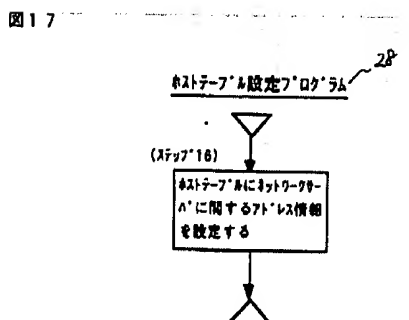 図17
28
ホストテーブル設定プログラム
(ステップ16)
ホストテーブルにネットワークサー
バに関するアドレス情報
を設定する